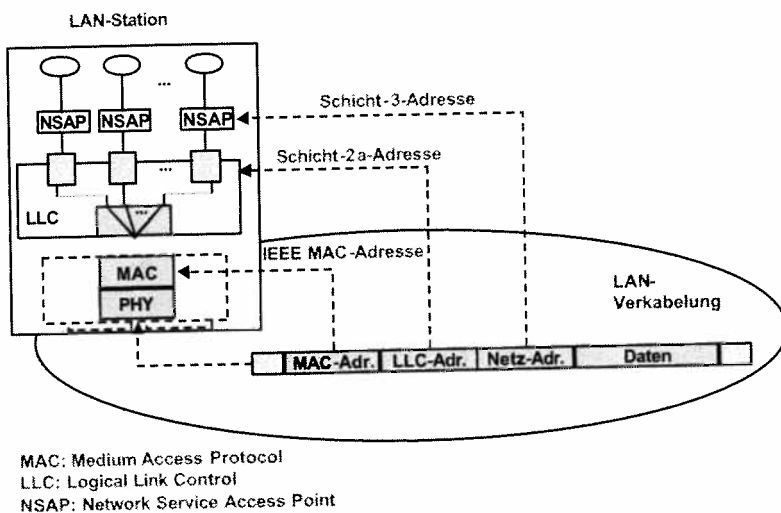 LAN-Station
...
NSAP NSAP NSAP
Schicht-3-Adresse
Schicht-2a-Adresse
...
LLC
...
IEEE MAC-Adresse
MAC
PHY
LAN-
Verkabelung
MAC-Adr. LLC-Adr. Netz-Adr. Daten
MAC: Medium Access Protocol
LLC: Logical Link Control
NSAP: Network Service Access Point